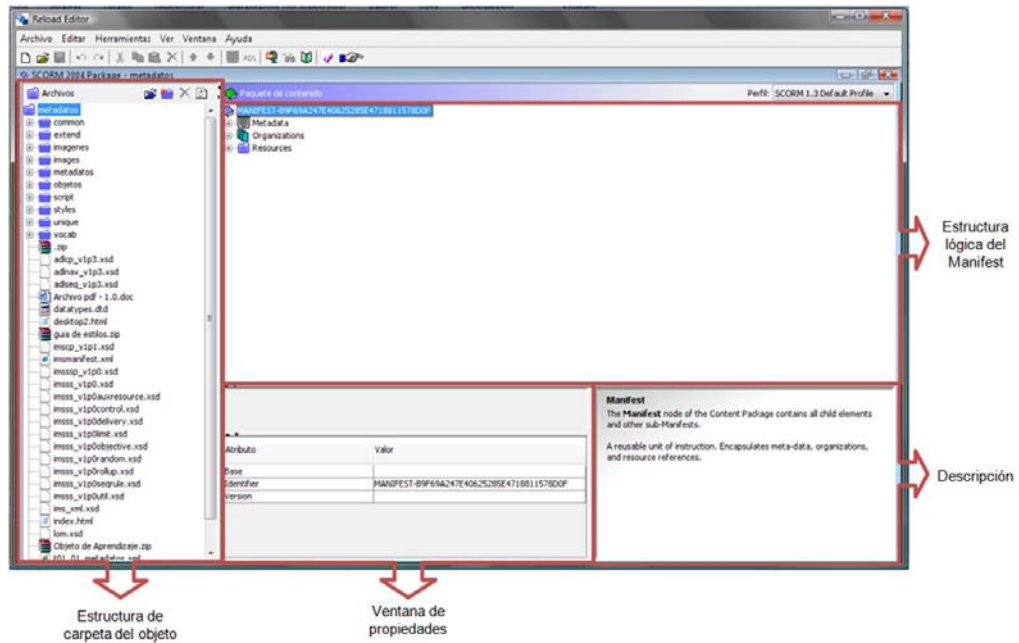 Reload Editor
Archivo Editar Herramientas Ver Ventana Ayuda
SCORM 2004 Package - metadatos
Archivos
metadatos
common
extend
imagenes
images
metadatos
objetos
script
styles
unique
vocab
.zip
adlcp_v1p3.xsd
adlnav_v1p3.xsd
adlseq_v1p3.xsd
Archivo pdf - 1.0.doc
datatypes.dtd
desktop2.html
guia de estilos.zip
imscp_v1p1.xsd
imsmanifest.xml
imsssp_v1p0.xsd
imsss_v1p0.xsd
imsss_v1p0auxresource.xsd
imsss_v1p0control.xsd
imsss_v1p0delivery.xsd
imsss_v1p0limit.xsd
imsss_v1p0objective.xsd
imsss_v1p0random.xsd
imsss_v1p0rollup.xsd
imsss_v1p0seqrule.xsd
imsss_v1p0util.xsd
ims_xml.xsd
index.html
lom.xsd
Objeto de Aprendizaje.zip
t01_01_metadatos.xml
Paquete de contenido
Perfil: SCORM 1.3 Default Profile
MANIFEST-B9F69A247E40625285E4718811578D0F
Metadata
Organizations
Resources
Atributo Valor
Base
Identifier MANIFEST-B9F69A247E40625285E4718811578D0F
Version
Manifest
The Manifest node of the Content Package contains all child elements
and other sub-Manifests.
A reusable unit of instruction. Encapsulates meta-data, organizations,
and resource references.
Estructura
lógica del
Manifest
Descripción
Estructura de
carpeta del objeto
Ventana de
propiedades